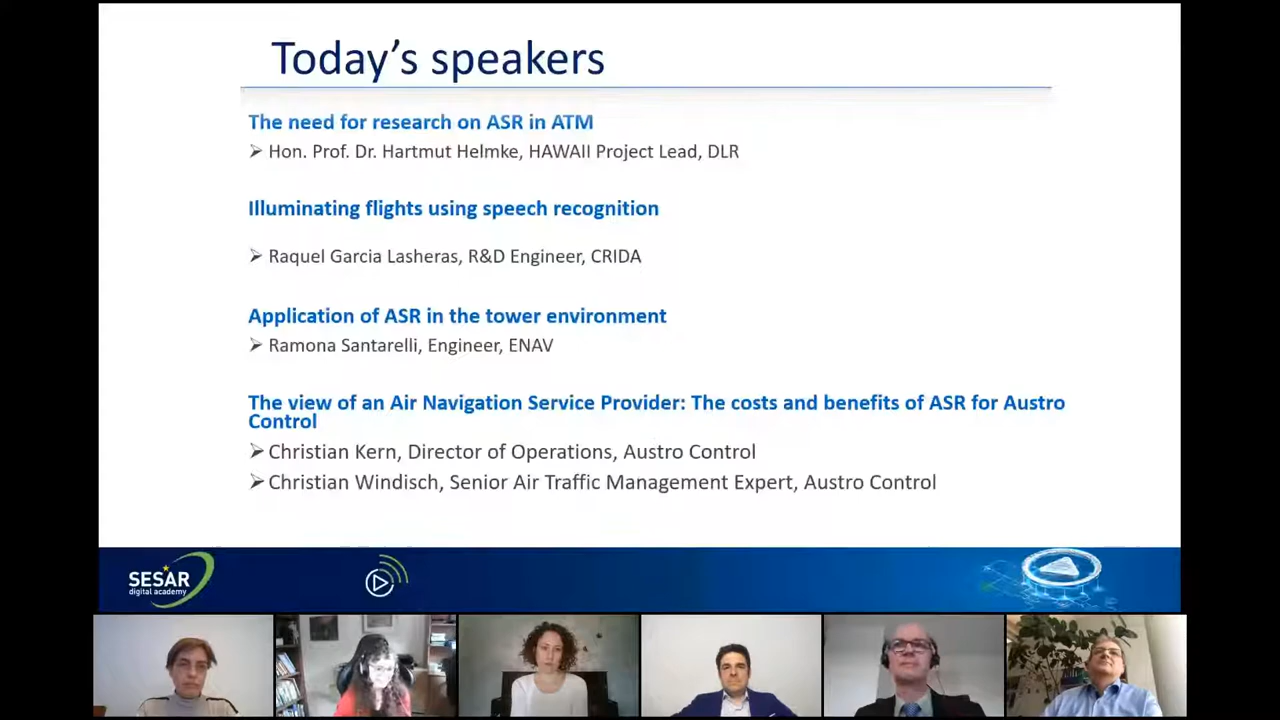 Today's speakers
The need for research on ASR in ATM
Hon. Prof. Dr. Hartmut Helmke, HAWAII Project Lead, DLR
Illuminating flights using speech recognition
Raquel Garcia Lasheras, R&D Engineer, CRIDA
Application of ASR in the tower environment
Ramona Santarelli, Engineer, ENAV
The view of an Air Navigation Service Provider: The costs and benefits of ASR for Austro
Control
Christian Kern, Director of Operations, Austro Control
Christian Windisch, Senior Air Traffic Management Expert, Austro Control
SESAR
digital academy